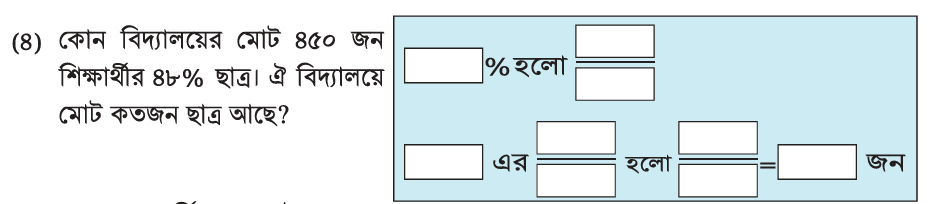 (৪) কোন বিদ্যালয়ের মোট ৪৫০ জন
শিক্ষার্থীর ৪৮% ছাত্র। ঐ বিদ্যালয়ে
মোট কতজন ছাত্র আছে?
% হলো
এর হলো = জন